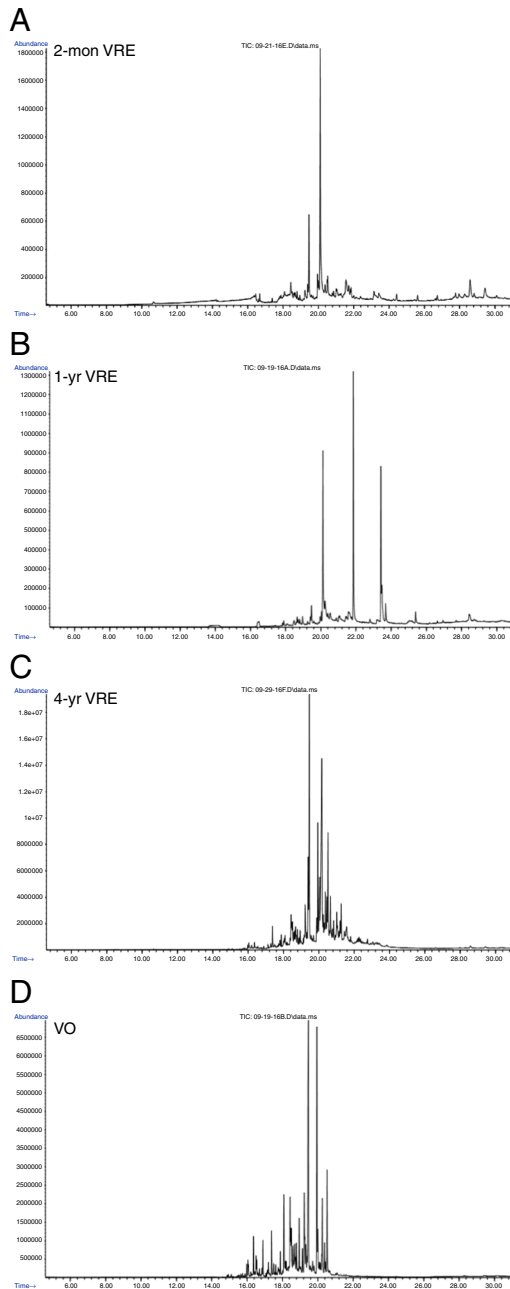 A
Abundance
2-mon VRE
TIC: 09-21-16E.D\data.ms
1800000
1600000
1400000
1200000
1000000
800000
600000
400000
200000
Time→
6.00 8.00 10.00 12.00 14.00 16.00 18.00 20.00 22.00 24.00 26.00 28.00 30.00
B
Abundance
1-yr VRE
TIC: 09-19-16A.D\data.ms
1300000
1200000
1100000
1000000
900000
800000
700000
600000
500000
400000
300000
200000
100000
Time→
6.00 8.00 10.00 12.00 14.00 16.00 18.00 20.00 22.00 24.00 26.00 28.00 30.00
C
Abundance
4-yr VRE
TIC: 09-29-16F.D\data.ms
1.8e+07
1.6e+07
1.4e+07
1.2e+07
1e+07
8000000
6000000
4000000
2000000
Time→
6.00 8.00 10.00 12.00 14.00 16.00 18.00 20.00 22.00 24.00 26.00 28.00 30.00
D
Abundance
VO
TIC: 09-19-16B.D\data.ms
6500000
6000000
5500000
5000000
4500000
4000000
3500000
3000000
2500000
2000000
1500000
1000000
500000
Time→
6.00 8.00 10.00 12.00 14.00 16.00 18.00 20.00 22.00 24.00 26.00 28.00 30.00